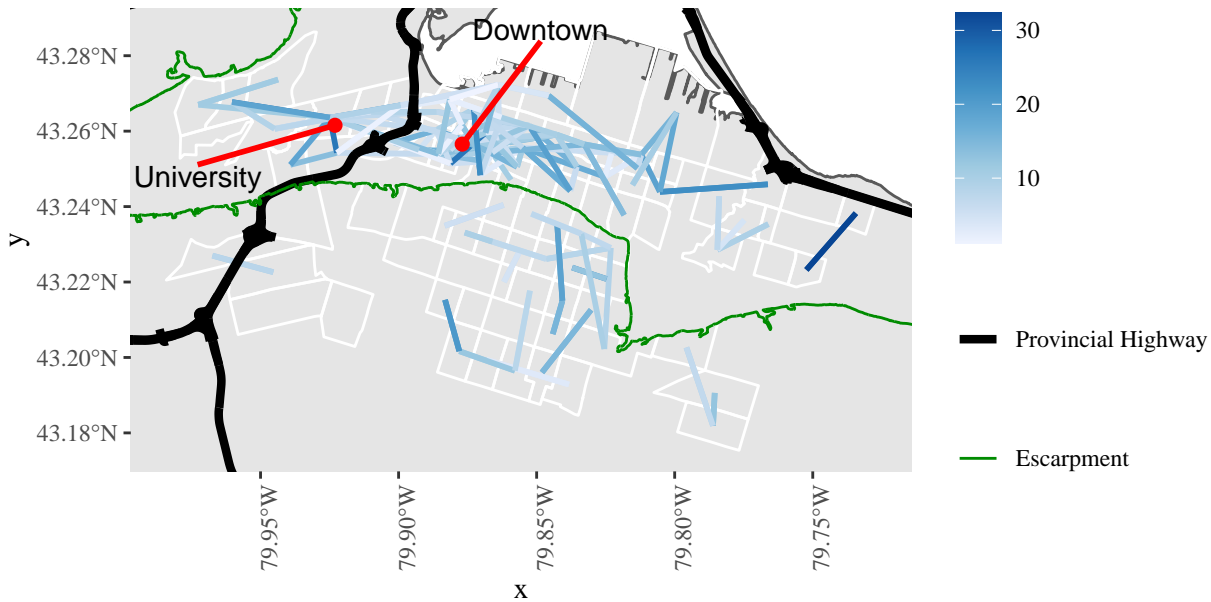 Downtown
University
43.28°N
43.26°N
43.24°N
43.22°N
43.20°N
43.18°N
y
79.95°W
79.90°W
79.85°W
79.80°W
79.75°W
x
30
20
10
Provincial Highway
Escarpment